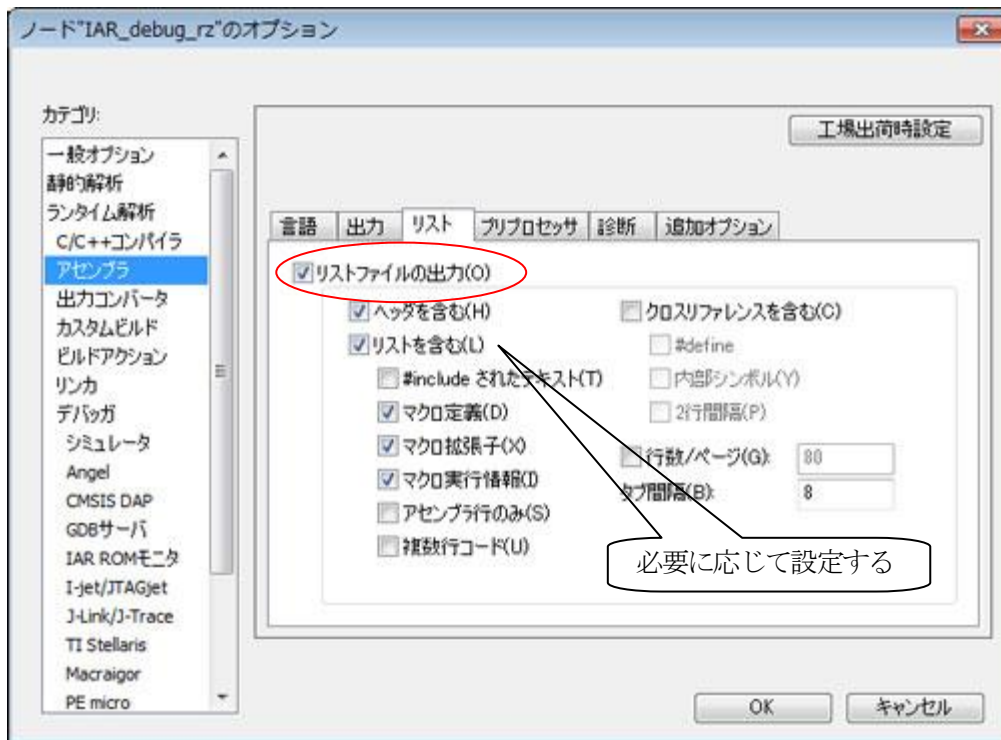 ノード"IAR_debug_rz"のオプション
カテゴリ:
一般オプション
静的解析
ランタイム解析
C/C++コンパイラ
アセンブラ
出力コンバータ
カスタムビルド
ビルドアクション
リンカ
デバッガ
シミュレータ
Angel
CMSIS DAP
GDBサーバ
IAR ROMモニタ
I-jet/JTAGjet
J-Link/J-Trace
TI Stellaris
Macraigor
PE micro
工場出荷時設定
言語 出力 リスト プリプロセッサ 診断 追加オプション
リストファイルの出力(O)
ヘッダを含む(H)
リストを含む(L)
#include されたテキスト(T)
マクロ定義(D)
マクロ拡張子(X)
マクロ実行情報(I)
アセンブラ行のみ(S)
複数行コード(U)
クロスリファレンスを含む(C)
#define
内部シンボル(Y)
2行間隔(P)
行数/ページ(G): 80
タブ間隔(B): 8
必要に応じて設定する
OK キャンセル